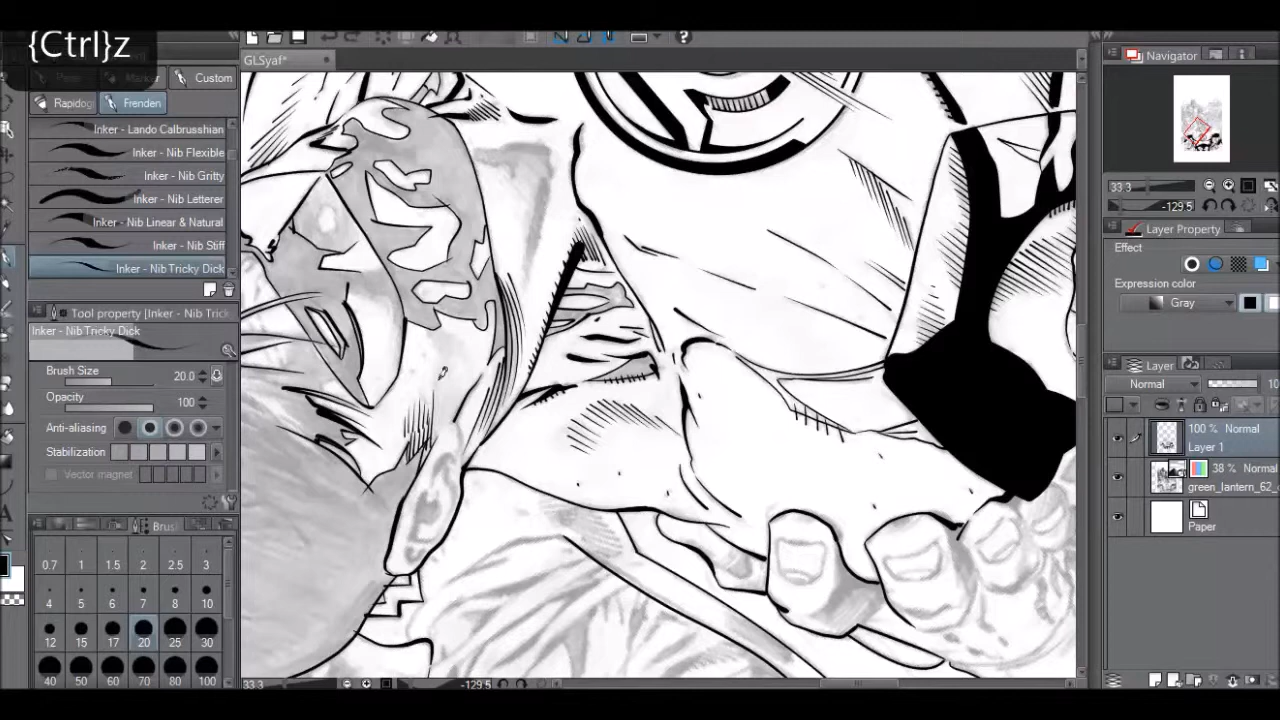 {Ctrl}z
Marker
Custom
Rapidog
Frenden
Inker - Lando Calbrusshian
Inker - Nib Flexible
Inker - Nib Gritty
Inker - Nib Letterer
Inker - Nib Linear & Natural
Inker - Nib Stiff
Inker - Nib Tricky Dick
Tool property [Inker - Nib Trick
Inker - Nib Tricky Dick
Brush Size
20.0
Opacity
100
Anti-aliasing
Stabilization
Vector magnet
Brus
0.7
1
1.5
2
2.5
3
4
5
6
7
8
10
12
15
17
20
25
30
40
50
60
70
80
100
GLSyaf*
33.3
-129.5
Navigator
33.3
-129.5
Layer Property
Effect
Expression color
Gray
Layer
Normal
10
100 % Normal
Layer 1
38 % Normal
green_lantern_62_
Paper